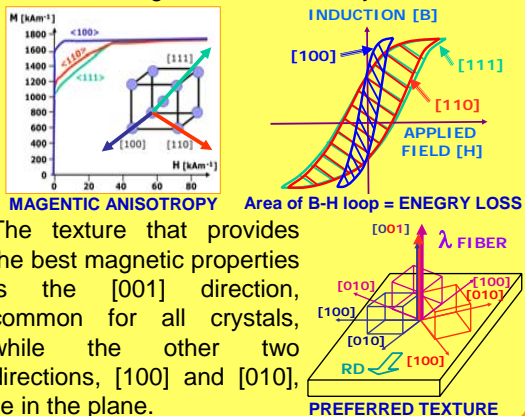 M [kAm⁻¹]
1800
1600
1400
1200
1000
800
600
400
200
0
<100>
<110>
<111>
[111]
[100]
[110]
0 20 40 60 80
H [kAm⁻¹]
MAGENTIC ANISOTROPY
INDUCTION [B]
[100]
[111]
[110]
APPLIED
FIELD [H]
Area of B-H loop = ENEGRY LOSS
The texture that provides
the best magnetic properties
is the [001] direction,
common for all crystals,
while the other two
directions, [100] and [010],
lie in the plane.
[001]
λ FIBER
[010]
[100]
[100]
[010]
[010]
[100]
RD
PREFERRED TEXTURE